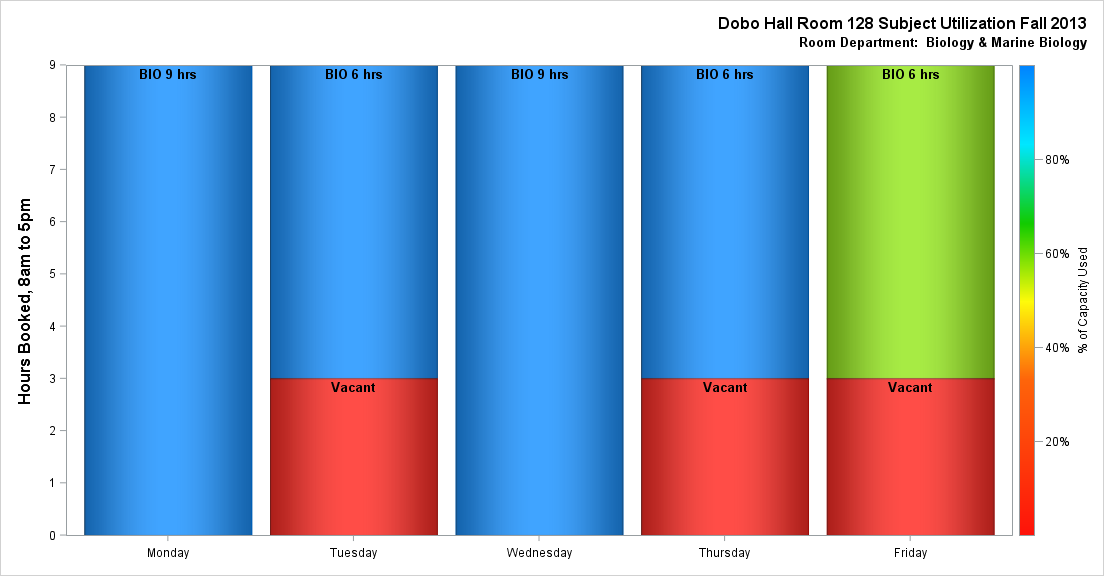 Dobo Hall Room 128 Subject Utilization Fall 2013
Room Department:  Biology & Marine Biology
Hours Booked, 8am to 5pm
9
8
7
6
5
4
3
2
1
0
BIO 9 hrs
BIO 6 hrs
BIO 9 hrs
BIO 6 hrs
BIO 6 hrs
Vacant
Vacant
Vacant
Monday
Tuesday
Wednesday
Thursday
Friday
80%
60%
40%
20%
% of Capacity Used